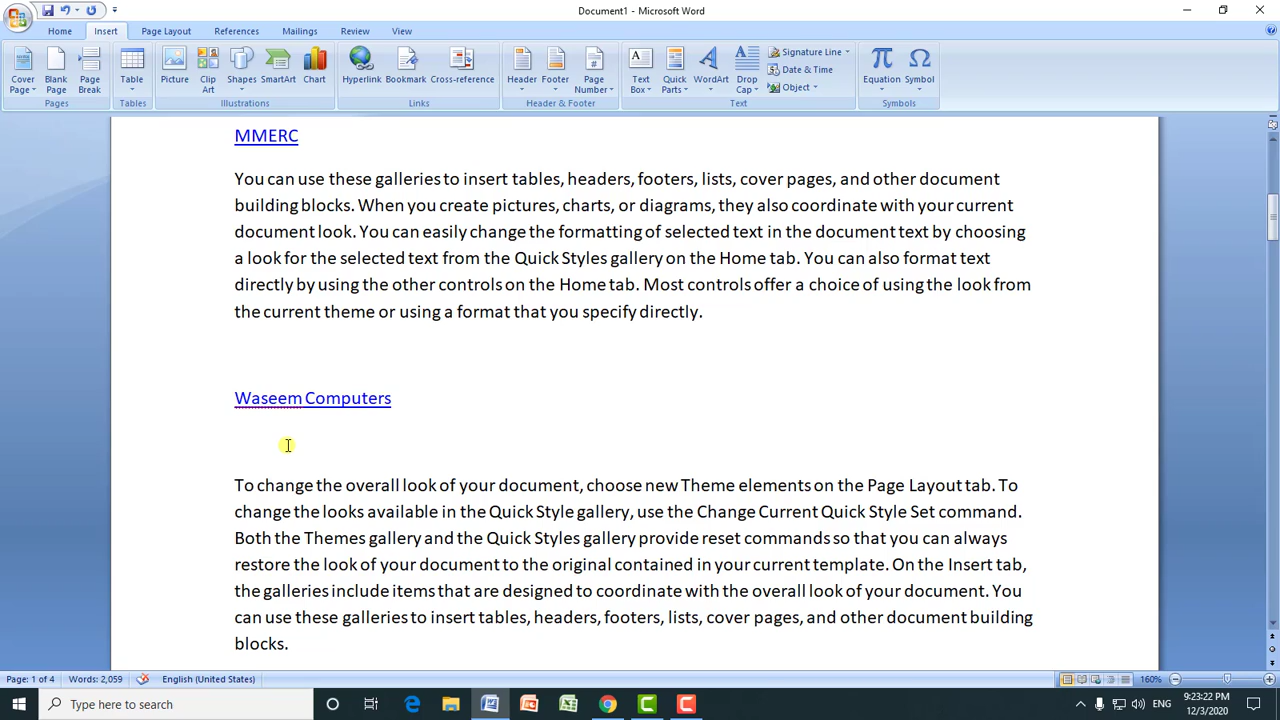 Document1 - Microsoft Word
Home Insert Page Layout References Mailings Review View
Cover Page Blank Page Page Break Table Picture Clip Art Shapes SmartArt Chart Hyperlink Bookmark Cross-reference Header Footer Page Number Text Box Quick Parts WordArt Drop Cap Signature Line Date & Time Object Equation Symbol
Pages Tables Illustrations Links Header & Footer Text Symbols
MMERC
You can use these galleries to insert tables, headers, footers, lists, cover pages, and other document
building blocks. When you create pictures, charts, or diagrams, they also coordinate with your current
document look. You can easily change the formatting of selected text in the document text by choosing
a look for the selected text from the Quick Styles gallery on the Home tab. You can also format text
directly by using the other controls on the Home tab. Most controls offer a choice of using the look from
the current theme or using a format that you specify directly.
Waseem Computers
To change the overall look of your document, choose new Theme elements on the Page Layout tab. To
change the looks available in the Quick Style gallery, use the Change Current Quick Style Set command.
Both the Themes gallery and the Quick Styles gallery provide reset commands so that you can always
restore the look of your document to the original contained in your current template. On the Insert tab,
the galleries include items that are designed to coordinate with the overall look of your document. You
can use these galleries to insert tables, headers, footers, lists, cover pages, and other document building
blocks.
Page: 1 of 4 Words: 2,059 English (United States) 160%
Type here to search ENG 9:23:22 PM
12/3/2020